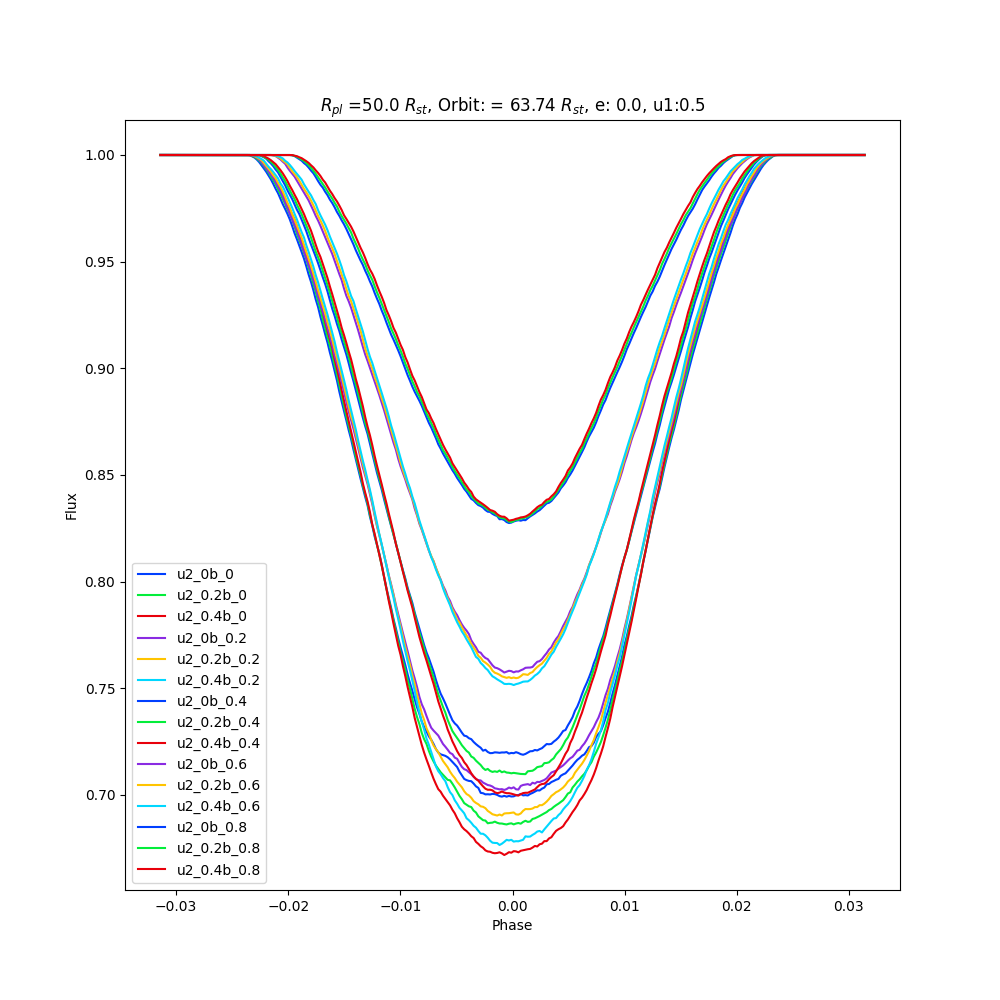 R_pl =50.0 R_st, Orbit: = 63.74 R_st, e: 0.0, u1:0.5
1.00
0.95
0.90
0.85
0.80
0.75
0.70
Flux
u2_0b_0
u2_0.2b_0
u2_0.4b_0
u2_0b_0.2
u2_0.2b_0.2
u2_0.4b_0.2
u2_0b_0.4
u2_0.2b_0.4
u2_0.4b_0.4
u2_0b_0.6
u2_0.2b_0.6
u2_0.4b_0.6
u2_0b_0.8
u2_0.2b_0.8
u2_0.4b_0.8
−0.03 −0.02 −0.01 0.00 0.01 0.02 0.03
Phase